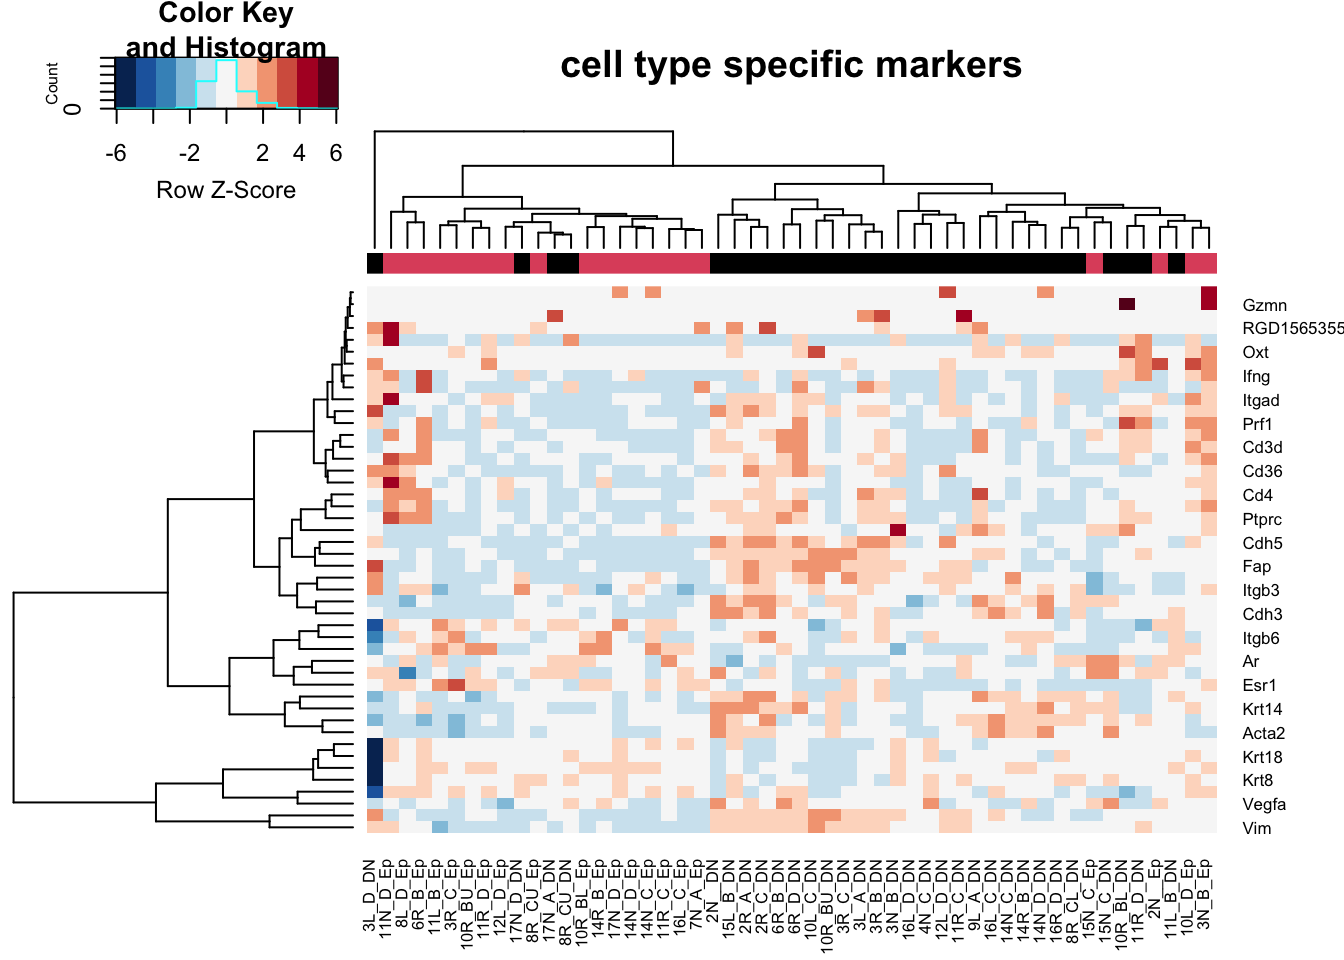 Color Key
and Histogram
Count
0
-6
-2
2
4
6
Row Z-Score
cell type specific markers
Gzmn
RGD1565355
Oxt
Ifng
Itgad
Prf1
Cd3d
Cd36
Cd4
Ptprc
Cdh5
Fap
Itgb3
Cdh3
Itgb6
Ar
Esr1
Krt14
Acta2
Krt18
Krt8
Vegfa
Vim
3L_D_DN
11N_D_Ep
8L_D_Ep
6R_B_Ep
11L_B_Ep
3R_C_Ep
10R_BU_Ep
11R_D_Ep
12L_D_Ep
17N_D_DN
8R_CU_Ep
17N_A_DN
8R_CU_DN
10R_BL_Ep
14R_B_Ep
17N_D_Ep
14N_D_Ep
14N_C_Ep
11R_C_Ep
16L_C_Ep
7N_A_Ep
2N_DN
15L_B_DN
2R_A_DN
2R_C_DN
6R_B_DN
6R_D_DN
10L_C_DN
10R_BU_DN
3R_C_DN
3L_A_DN
3R_B_DN
3N_B_DN
16L_D_DN
4N_C_DN
12L_D_DN
11R_C_DN
9L_A_DN
16L_C_DN
14N_C_DN
14R_B_DN
14N_D_DN
16R_D_DN
8R_CL_DN
15N_C_Ep
15N_C_DN
10R_BL_DN
11R_D_DN
2N_Ep
11L_B_DN
10L_D_Ep
3N_B_Ep